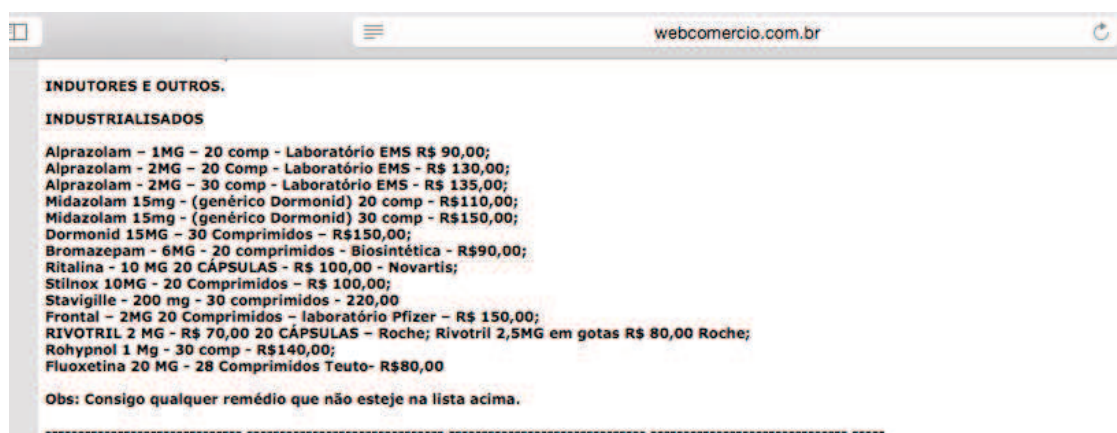 webcomercio.com.br
INDUTORES E OUTROS.
INDUSTRIALISADOS
Alprazolam – 1MG – 20 comp - Laboratório EMS R$ 90,00;
Alprazolam - 2MG – 20 Comp - Laboratório EMS - R$ 130,00;
Alprazolam - 2MG – 30 comp - Laboratório EMS - R$ 135,00;
Midazolam 15mg - (genérico Dormonid) 20 comp - R$110,00;
Midazolam 15mg - (genérico Dormonid) 30 comp - R$150,00;
Dormonid 15MG – 30 Comprimidos – R$150,00;
Bromazepam - 6MG - 20 comprimidos - Biosintética - R$90,00;
Ritalina - 10 MG 20 CÁPSULAS - R$ 100,00 - Novartis;
Stilnox 10MG - 20 Comprimidos – R$ 100,00;
Stavigille - 200 mg - 30 comprimidos - 220,00
Frontal – 2MG 20 Comprimidos – laboratório Pfizer – R$ 150,00;
RIVOTRIL 2 MG - R$ 70,00 20 CÁPSULAS – Roche; Rivotril 2,5MG em gotas R$ 80,00 Roche;
Rohypnol 1 Mg - 30 comp - R$140,00;
Fluoxetina 20 MG - 28 Comprimidos Teuto- R$80,00
Obs: Consigo qualquer remédio que não esteje na lista acima.